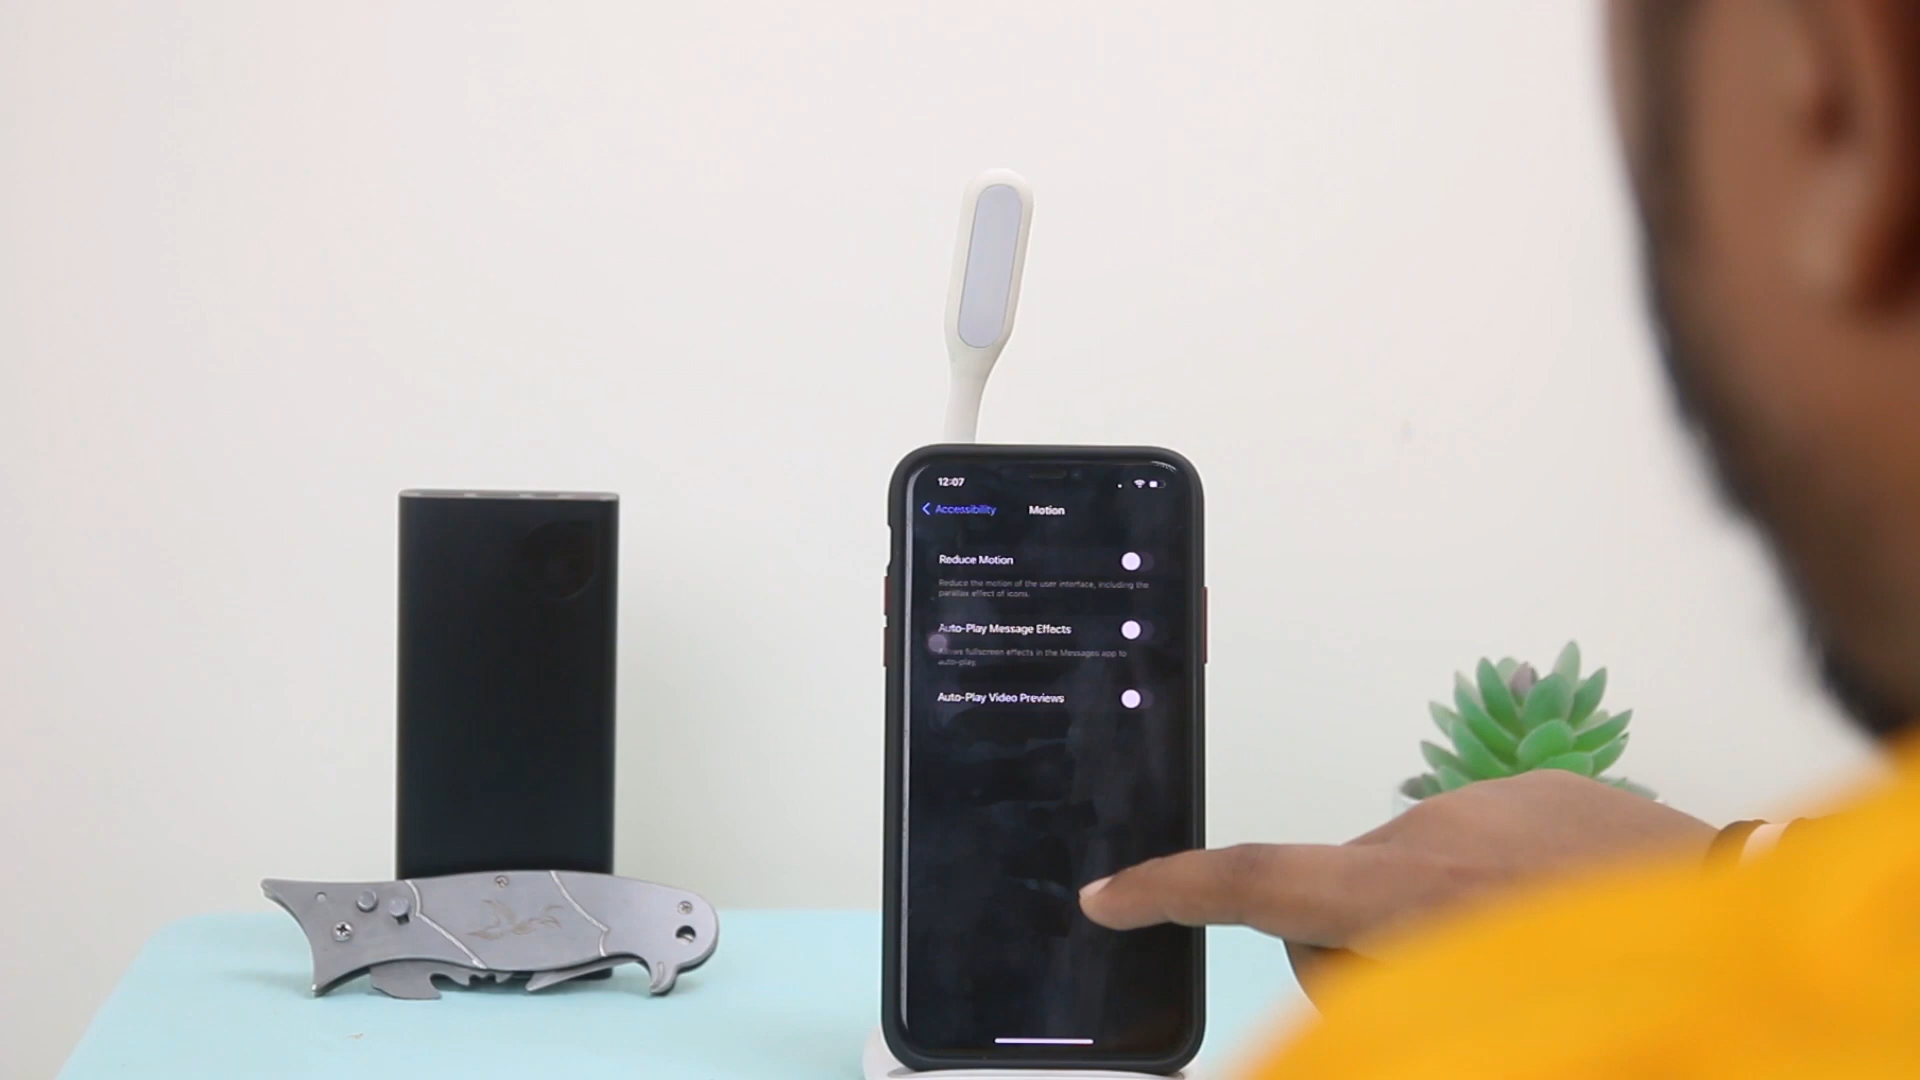 12:07
Accessibility
Motion
Reduce Motion
Reduce the motion of the user interface, including the
parallax effect of icons.
Auto-Play Message Effects
Allows fullscreen effects in the Messages app to
auto-play.
Auto-Play Video Previews